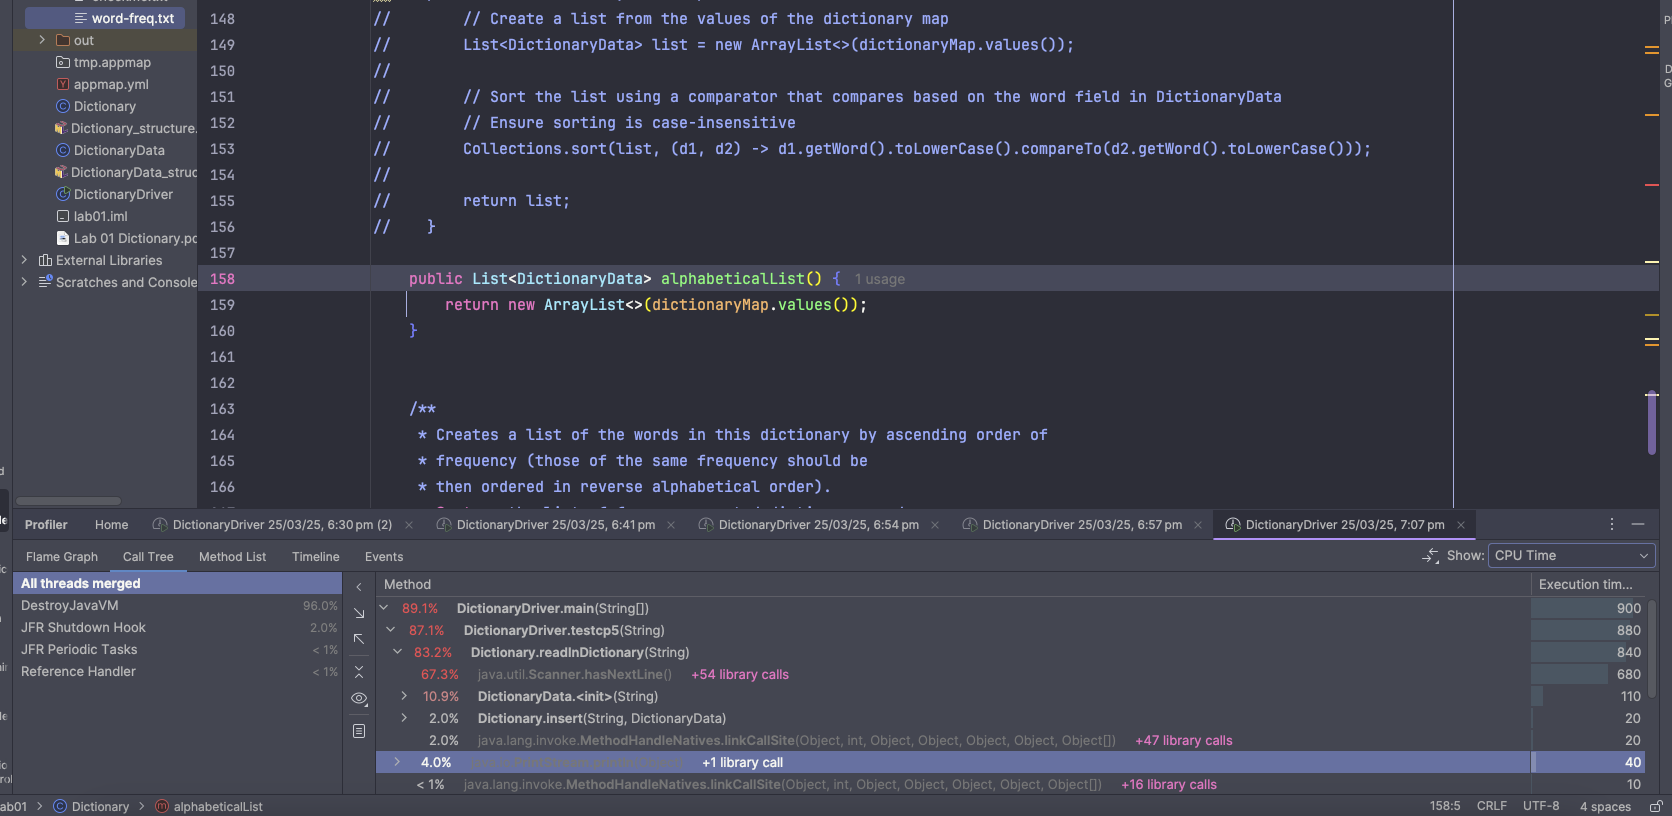 word-freq.txt
out
tmp.appmap
appmap.yml
Dictionary
Dictionary_structure.
DictionaryData
DictionaryData_struc
DictionaryDriver
lab01.iml
Lab 01 Dictionary.pc
External Libraries
Scratches and Console
148 // // Create a list from the values of the dictionary map
149 // List<DictionaryData> list = new ArrayList<>(dictionaryMap.values());
150 //
151 // // Sort the list using a comparator that compares based on the word field in DictionaryData
152 // // Ensure sorting is case-insensitive
153 // Collections.sort(list, (d1, d2) -> d1.getWord().toLowerCase().compareTo(d2.getWord().toLowerCase()));
154 //
155 // return list;
156 // }
157
158 public List<DictionaryData> alphabeticalList() { 1 usage
159 return new ArrayList<>(dictionaryMap.values());
160 }
161
162
163 /**
164 * Creates a list of the words in this dictionary by ascending order of
165 * frequency (those of the same frequency should be
166 * then ordered in reverse alphabetical order).
Profiler Home DictionaryDriver 25/03/25, 6:30 pm (2) DictionaryDriver 25/03/25, 6:41 pm DictionaryDriver 25/03/25, 6:54 pm DictionaryDriver 25/03/25, 6:57 pm DictionaryDriver 25/03/25, 7:07 pm
Flame Graph Call Tree Method List Timeline Events Show: CPU Time
All threads merged
DestroyJavaVM 96.0%
JFR Shutdown Hook 2.0%
JFR Periodic Tasks < 1%
Reference Handler < 1%
Method Execution tim...
89.1% DictionaryDriver.main(String[]) 900
87.1% DictionaryDriver.testcp5(String) 880
83.2% Dictionary.readInDictionary(String) 840
67.3% java.util.Scanner.hasNextLine() +54 library calls 680
10.9% DictionaryData.<init>(String) 110
2.0% Dictionary.insert(String, DictionaryData) 20
2.0% java.lang.invoke.MethodHandleNatives.linkCallSite(Object, int, Object, Object, Object, Object, Object[]) +47 library calls 20
4.0% java.io.PrintStream.println(Object) +1 library call 40
< 1% java.lang.invoke.MethodHandleNatives.linkCallSite(Object, int, Object, Object, Object, Object, Object[]) +16 library calls 10
ab01 Dictionary alphabeticalList 158:5 CRLF UTF-8 4 spaces